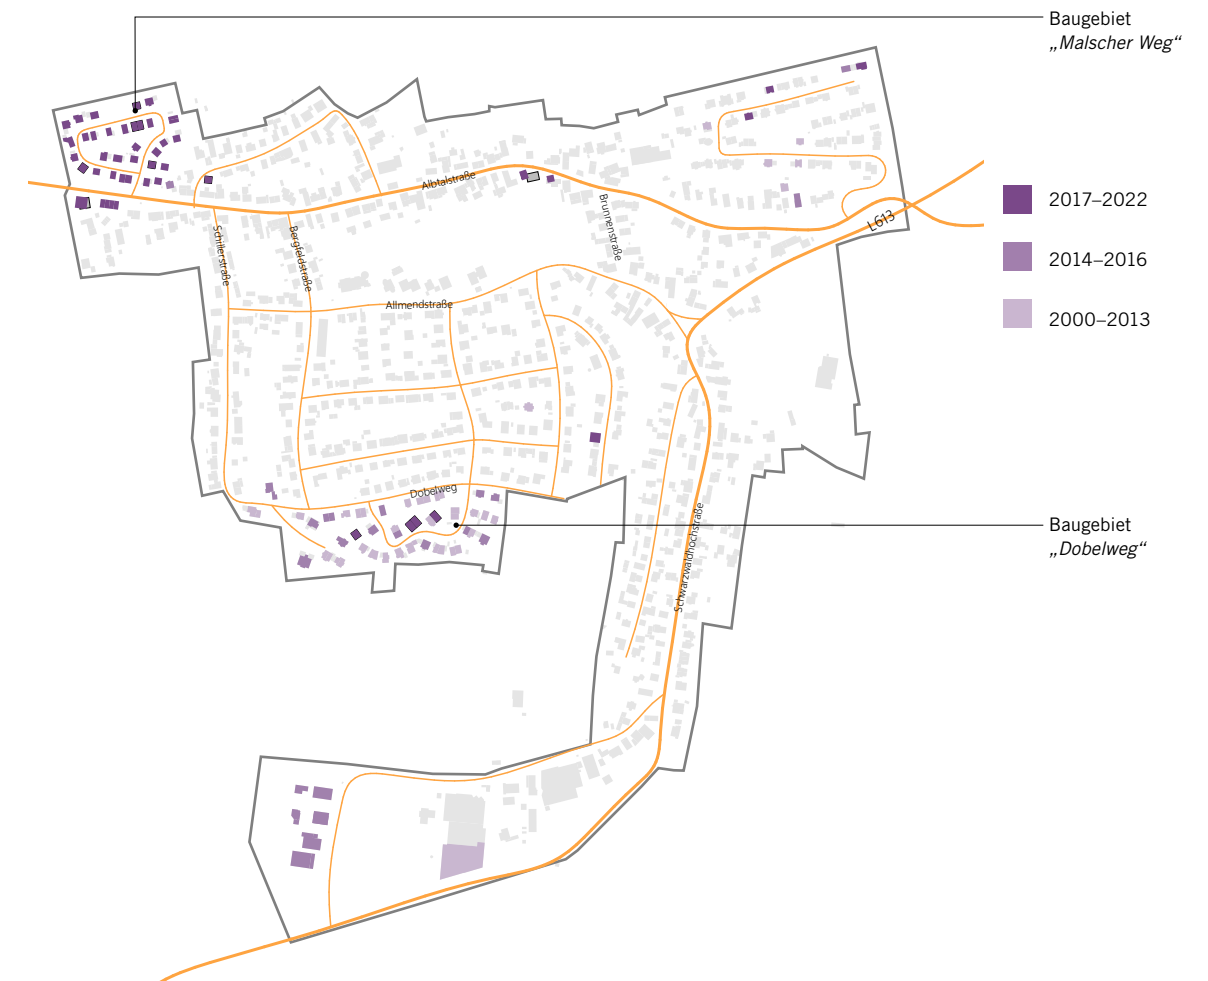 Baugebiet
„Malscher Weg“
Albtalstraße
Brunnenstraße
2017–2022
L613
Schillerstraße
Bergfeldstraße
2014–2016
Allmendstraße
2000–2013
Dobelweg
Baugebiet
„Dobelweg“
Schwarzwaldhochstraße